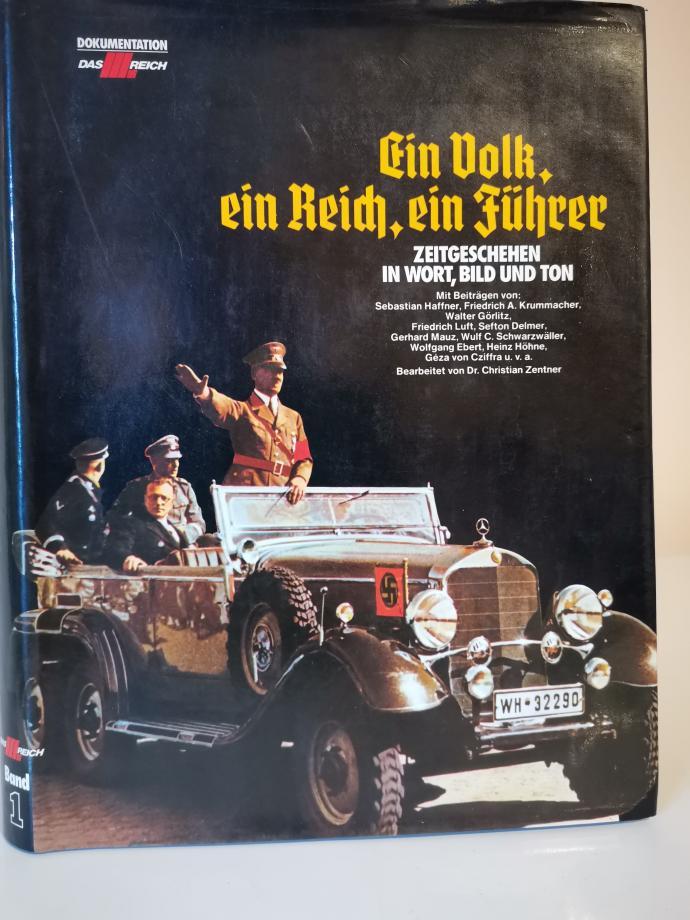 DOKUMENTATION
DAS III. REICH
Ein Volk,
ein Reich, ein Führer
ZEITGESCHEHEN
IN WORT, BILD UND TON
Mit Beiträgen von:
Sebastian Haffner, Friedrich A. Krummacher,
Walter Görlitz,
Friedrich Luft, Sefton Delmer,
Gerhard Mauz, Wulf C. Schwarzwäller,
Wolfgang Ebert, Heinz Höhne,
Géza von Cziffra u. v. a.
Bearbeitet von Dr. Christian Zentner
WH-32290
DAS III. REICH
Band
1